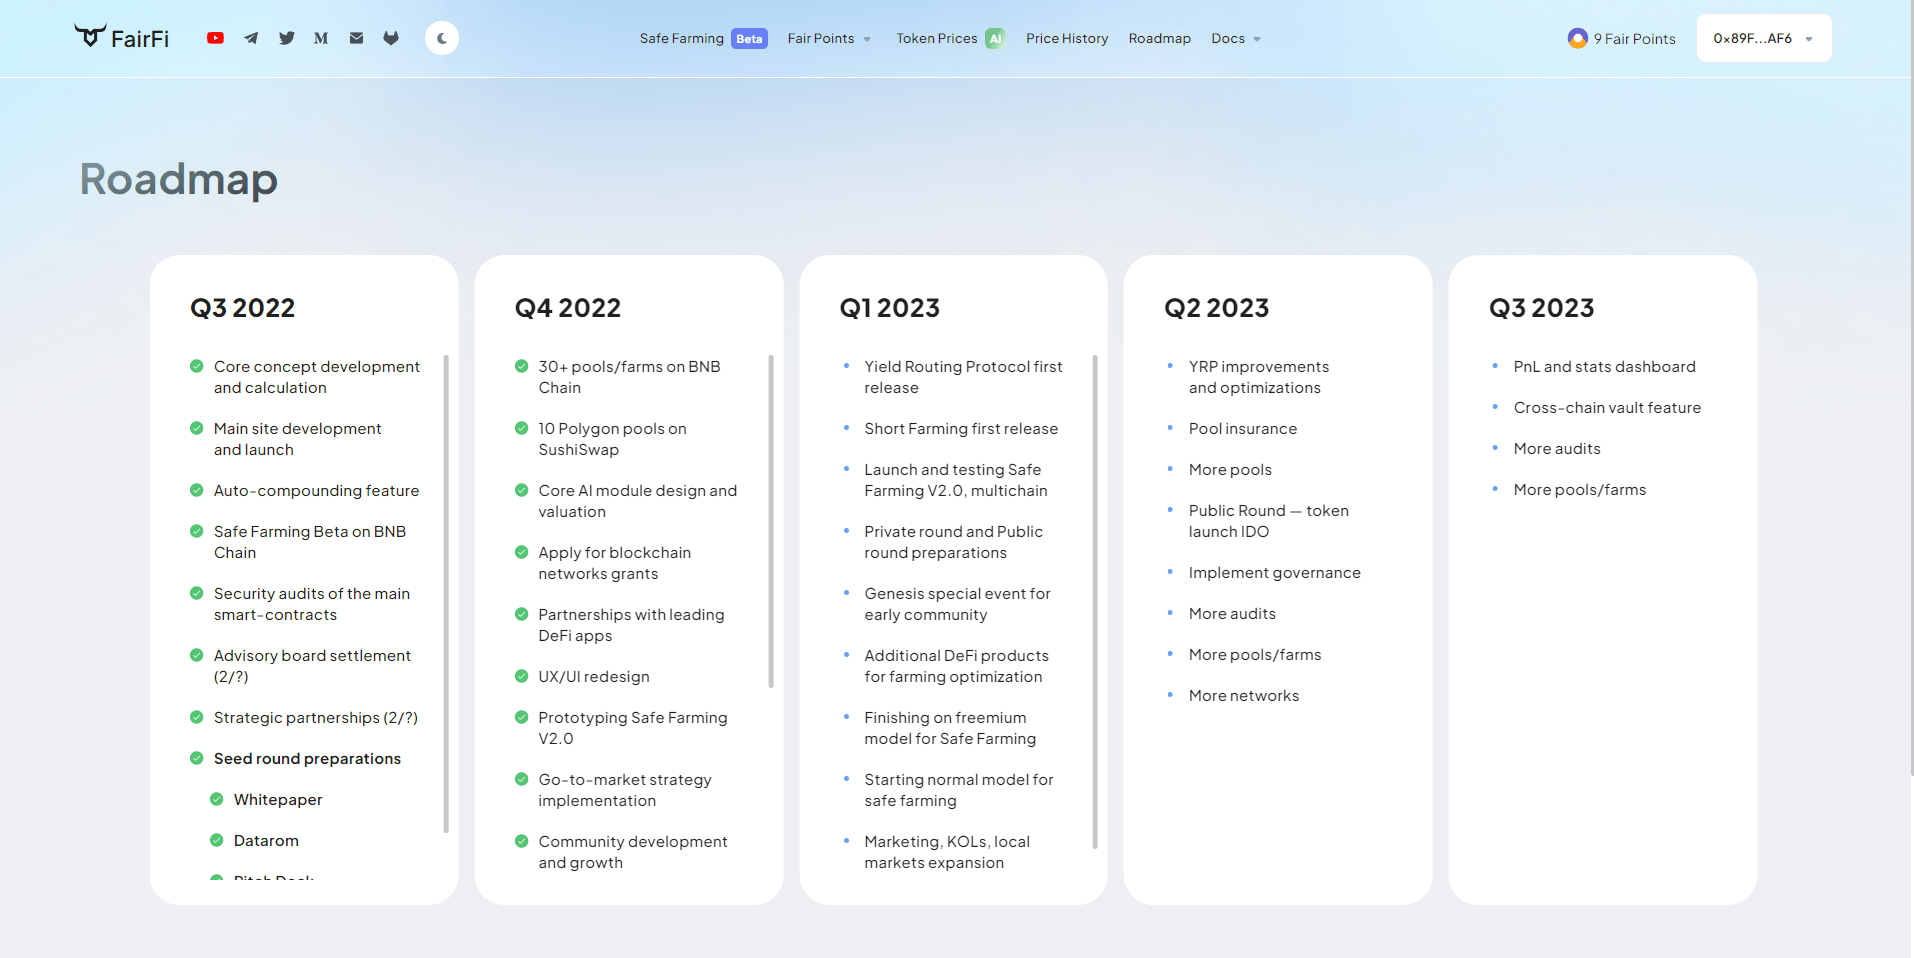 FairFi
Safe Farming Beta
Fair Points
Token Prices AI
Price History
Roadmap
Docs
9 Fair Points
0×89F...AF6
Roadmap
Q3 2022
Core concept development
and calculation
Main site development
and launch
Auto-compounding feature
Safe Farming Beta on BNB
Chain
Security audits of the main
smart-contracts
Advisory board settlement
(2/?)
Strategic partnerships (2/?)
Seed round preparations
Whitepaper
Datarom
Pitch Deck
Q4 2022
30+ pools/farms on BNB
Chain
10 Polygon pools on
SushiSwap
Core AI module design and
valuation
Apply for blockchain
networks grants
Partnerships with leading
DeFi apps
UX/UI redesign
Prototyping Safe Farming
V2.0
Go-to-market strategy
implementation
Community development
and growth
Q1 2023
Yield Routing Protocol first
release
Short Farming first release
Launch and testing Safe
Farming V2.0, multichain
Private round and Public
round preparations
Genesis special event for
early community
Additional DeFi products
for farming optimization
Finishing on freemium
model for Safe Farming
Starting normal model for
safe farming
Marketing, KOLs, local
markets expansion
Q2 2023
YRP improvements
and optimizations
Pool insurance
More pools
Public Round — token
launch IDO
Implement governance
More audits
More pools/farms
More networks
Q3 2023
PnL and stats dashboard
Cross-chain vault feature
More audits
More pools/farms